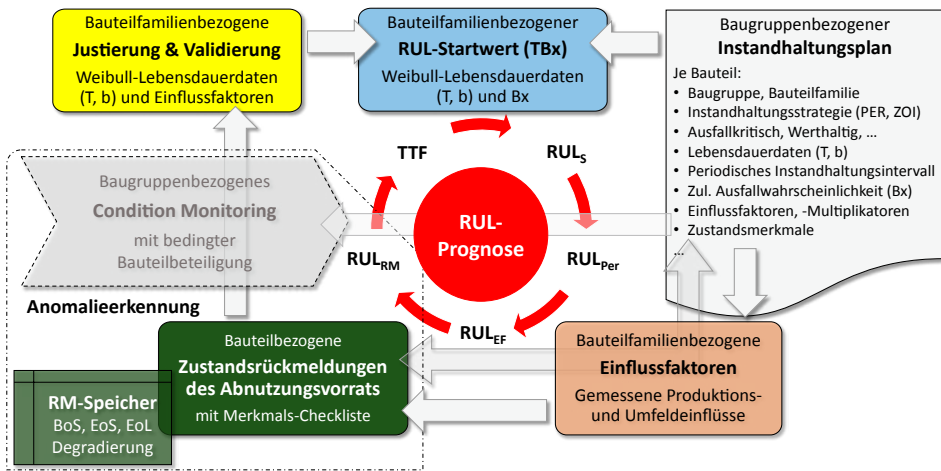 Bauteilfamilienbezogene
Justierung & Validierung
Weibull-Lebensdauerdaten
(T, b) und Einflussfaktoren
Bauteilfamilienbezogener
RUL-Startwert (TBx)
Weibull-Lebensdauerdaten
(T, b) und Bx
Baugruppenbezogener
Instandhaltungsplan
Je Bauteil:
• Baugruppe, Bauteilfamilie
• Instandhaltungsstrategie (PER, ZOI)
• Ausfallkritisch, Werthaltig, ...
• Lebensdauerdaten (T, b)
• Periodisches Instandhaltungsintervall
• Zul. Ausfallwahrscheinlichkeit (Bx)
• Einflussfaktoren, -Multiplikatoren
• Zustandsmerkmale
...
Baugruppenbezogenes
Condition Monitoring
mit bedingter
Bauteilbeteiligung
Anomalieerkennung
TTF
RULS
RUL-
Prognose
RULRM
RULPer
RULEF
Bauteilbezogene
Zustandsrückmeldungen
des Abnutzungsvorrats
mit Merkmals-Checkliste
RM-Speicher
BoS, EoS, EoL
Degradierung
Bauteilfamilienbezogene
Einflussfaktoren
Gemessene Produktions-
und Umfeldeinflüsse